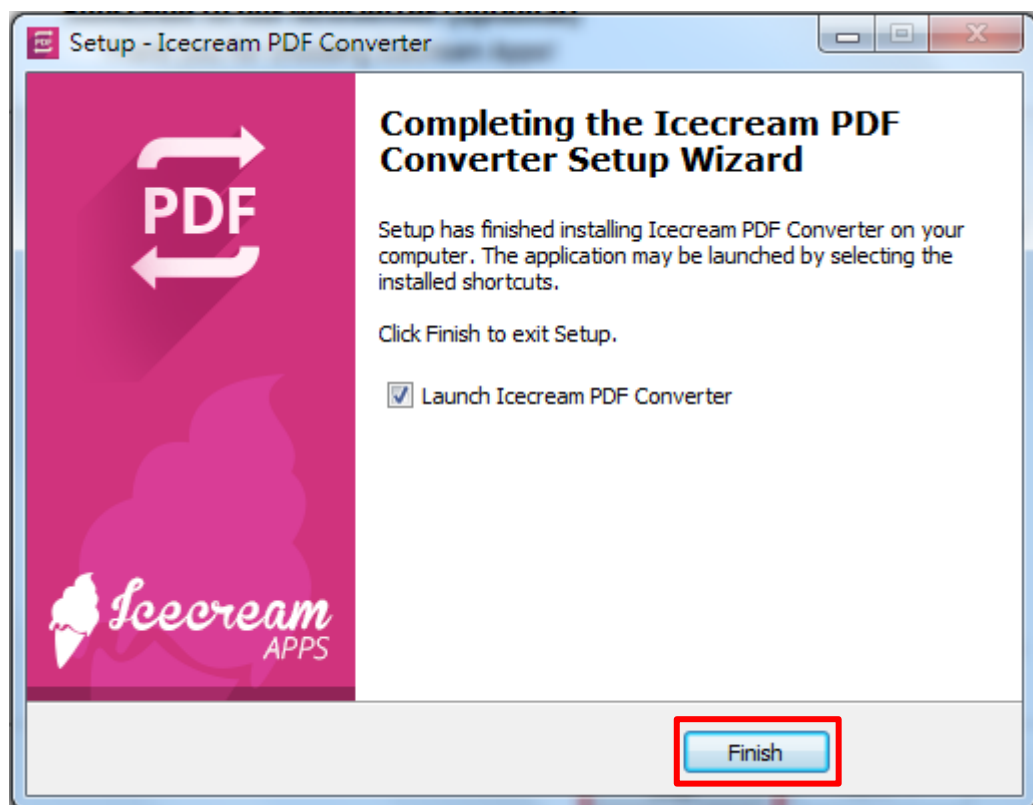 Setup - Icecream PDF Converter
PDF
Completing the Icecream PDF
Converter Setup Wizard
Setup has finished installing Icecream PDF Converter on your
computer. The application may be launched by selecting the
installed shortcuts.
Click Finish to exit Setup.
Launch Icecream PDF Converter
Icecream
APPS
Finish